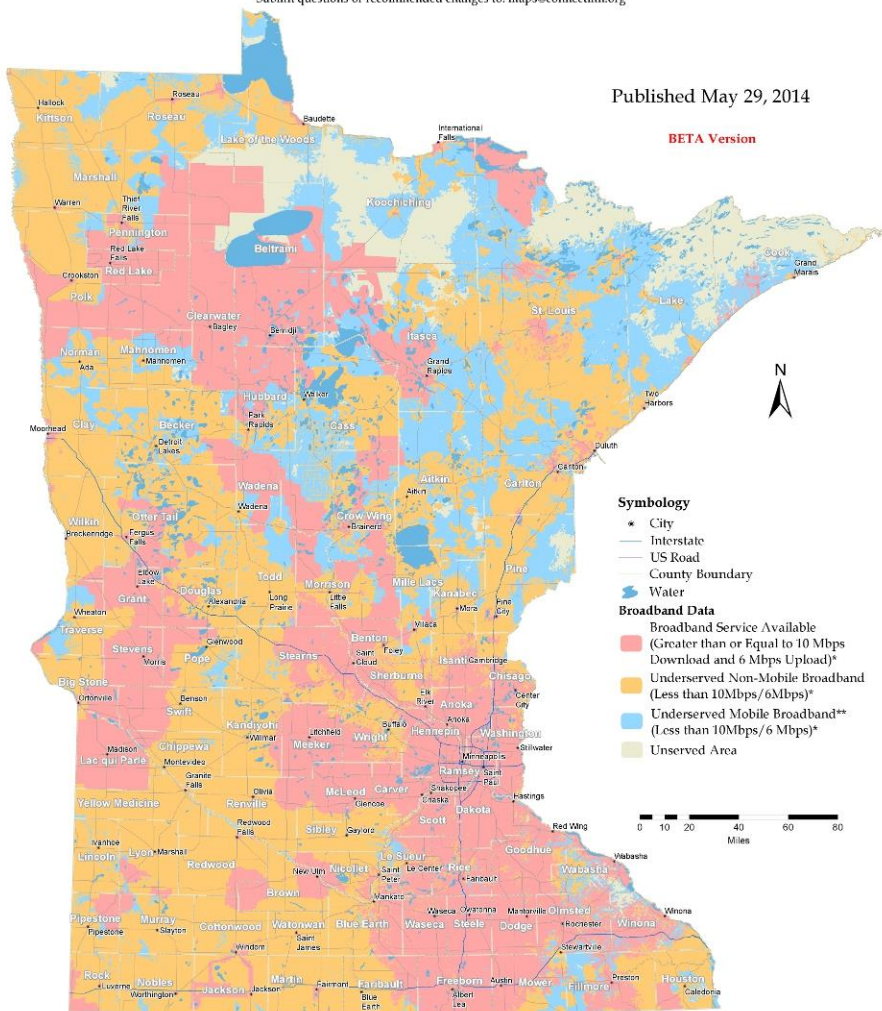 Submit questions or recommended changes to: maps@connectmn.org
Published May 29, 2014
BETA Version
Roseau
Hallock
Kittson
Roseau
Baudette
International
Falls
Lake of the Woods
Marshall
Koochiching
Warren
Thief
River
Falls
Pennington
Beltrami
Red Lake
Falls
Red Lake
Cook
Grand
Marais
Crookston
Polk
Lake
St. Louis
Clearwater
Bagley
Bemidji
Itasca
Norman
Ada
Mahnomen
Mahnomen
Grand
Rapids
N
Hubbard
Walker
Two
Harbors
Park
Rapids
Cass
Moorhead
Clay
Becker
Detroit
Lakes
Duluth
Carlton
Aitkin
Aitkin
Carlton
Wadena
Wadena
Symbology
City
Interstate
US Road
County Boundary
Water
Crow Wing
Brainerd
Wilkin
Breckenridge
Otter Tail
Fergus
Falls
Pine
Elbow
Lake
Todd
Morrison
Mille Lacs
Kanabec
Grant
Douglas
Alexandria
Long
Prairie
Little
Falls
Mora
Pine
City
Wheaton
Traverse
Milaca
Broadband Data
Broadband Service Available
(Greater than or Equal to 10 Mbps
Download and 6 Mbps Upload)*
Underserved Non-Mobile Broadband
(Less than 10Mbps/6Mbps)*
Underserved Mobile Broadband**
(Less than 10Mbps/6 Mbps)*
Unserved Area
Stevens
Morris
Glenwood
Pope
Stearns
Benton
Foley
Saint
Cloud
Isanti
Cambridge
Sherburne
Chisago
Center
City
Big Stone
Ortonville
Benson
Swift
Elk
River
Anoka
Anoka
Kandiyohi
Willmar
Litchfield
Meeker
Buffalo
Wright
Hennepin
Washington
Stillwater
Chippewa
Montevideo
Madison
Lac qui Parle
Minneapolis
Ramsey
Saint
Paul
Granite
Falls
McLeod
Glencoe
Carver
Shakopee
Chaska
Scott
Dakota
Hastings
Yellow Medicine
Olivia
Renville
Redwood
Falls
Sibley
Gaylord
0 5 10 20 40 60 80
Miles
Red Wing
Goodhue
Wabasha
Wabasha
Ivanhoe
Lincoln
Lyon
Marshall
Redwood
New Ulm
Nicollet
Le Sueur
Saint
Peter
Le Center
Rice
Faribault
Brown
Mankato
Pipestone
Pipestone
Murray
Slayton
Cottonwood
Watonwan
Saint
James
Blue Earth
Waseca
Waseca
Owatonna
Steele
Mantorville
Dodge
Olmsted
Rochester
Winona
Winona
Windom
Stewartville
Rock
Luverne
Nobles
Worthington
Jackson
Jackson
Martin
Fairmont
Faribault
Blue
Earth
Freeborn
Albert
Lea
Austin
Mower
Preston
Fillmore
Houston
Caledonia